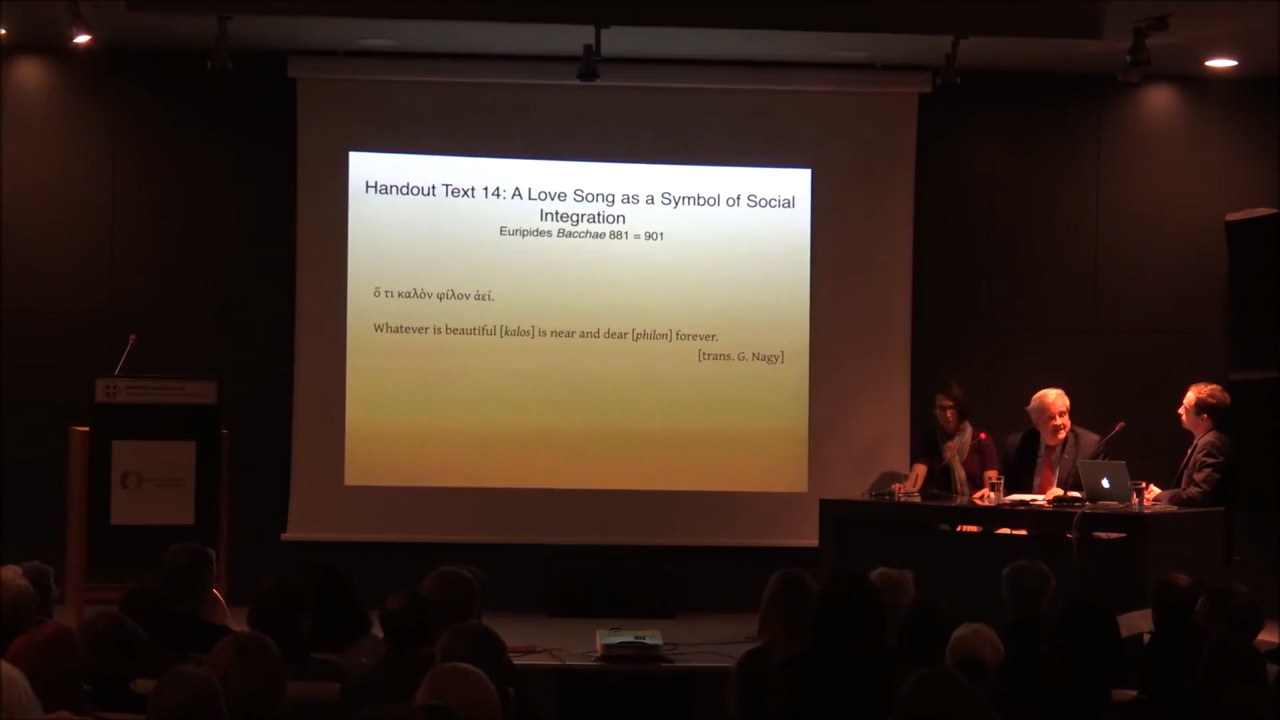 Handout Text 14: A Love Song as a Symbol of Social
Integration
Euripides Bacchae 881 = 901
ὅ τι καλὸν φίλον ἀεί.
Whatever is beautiful [kalos] is near and dear [philon] forever.
[trans. G. Nagy]